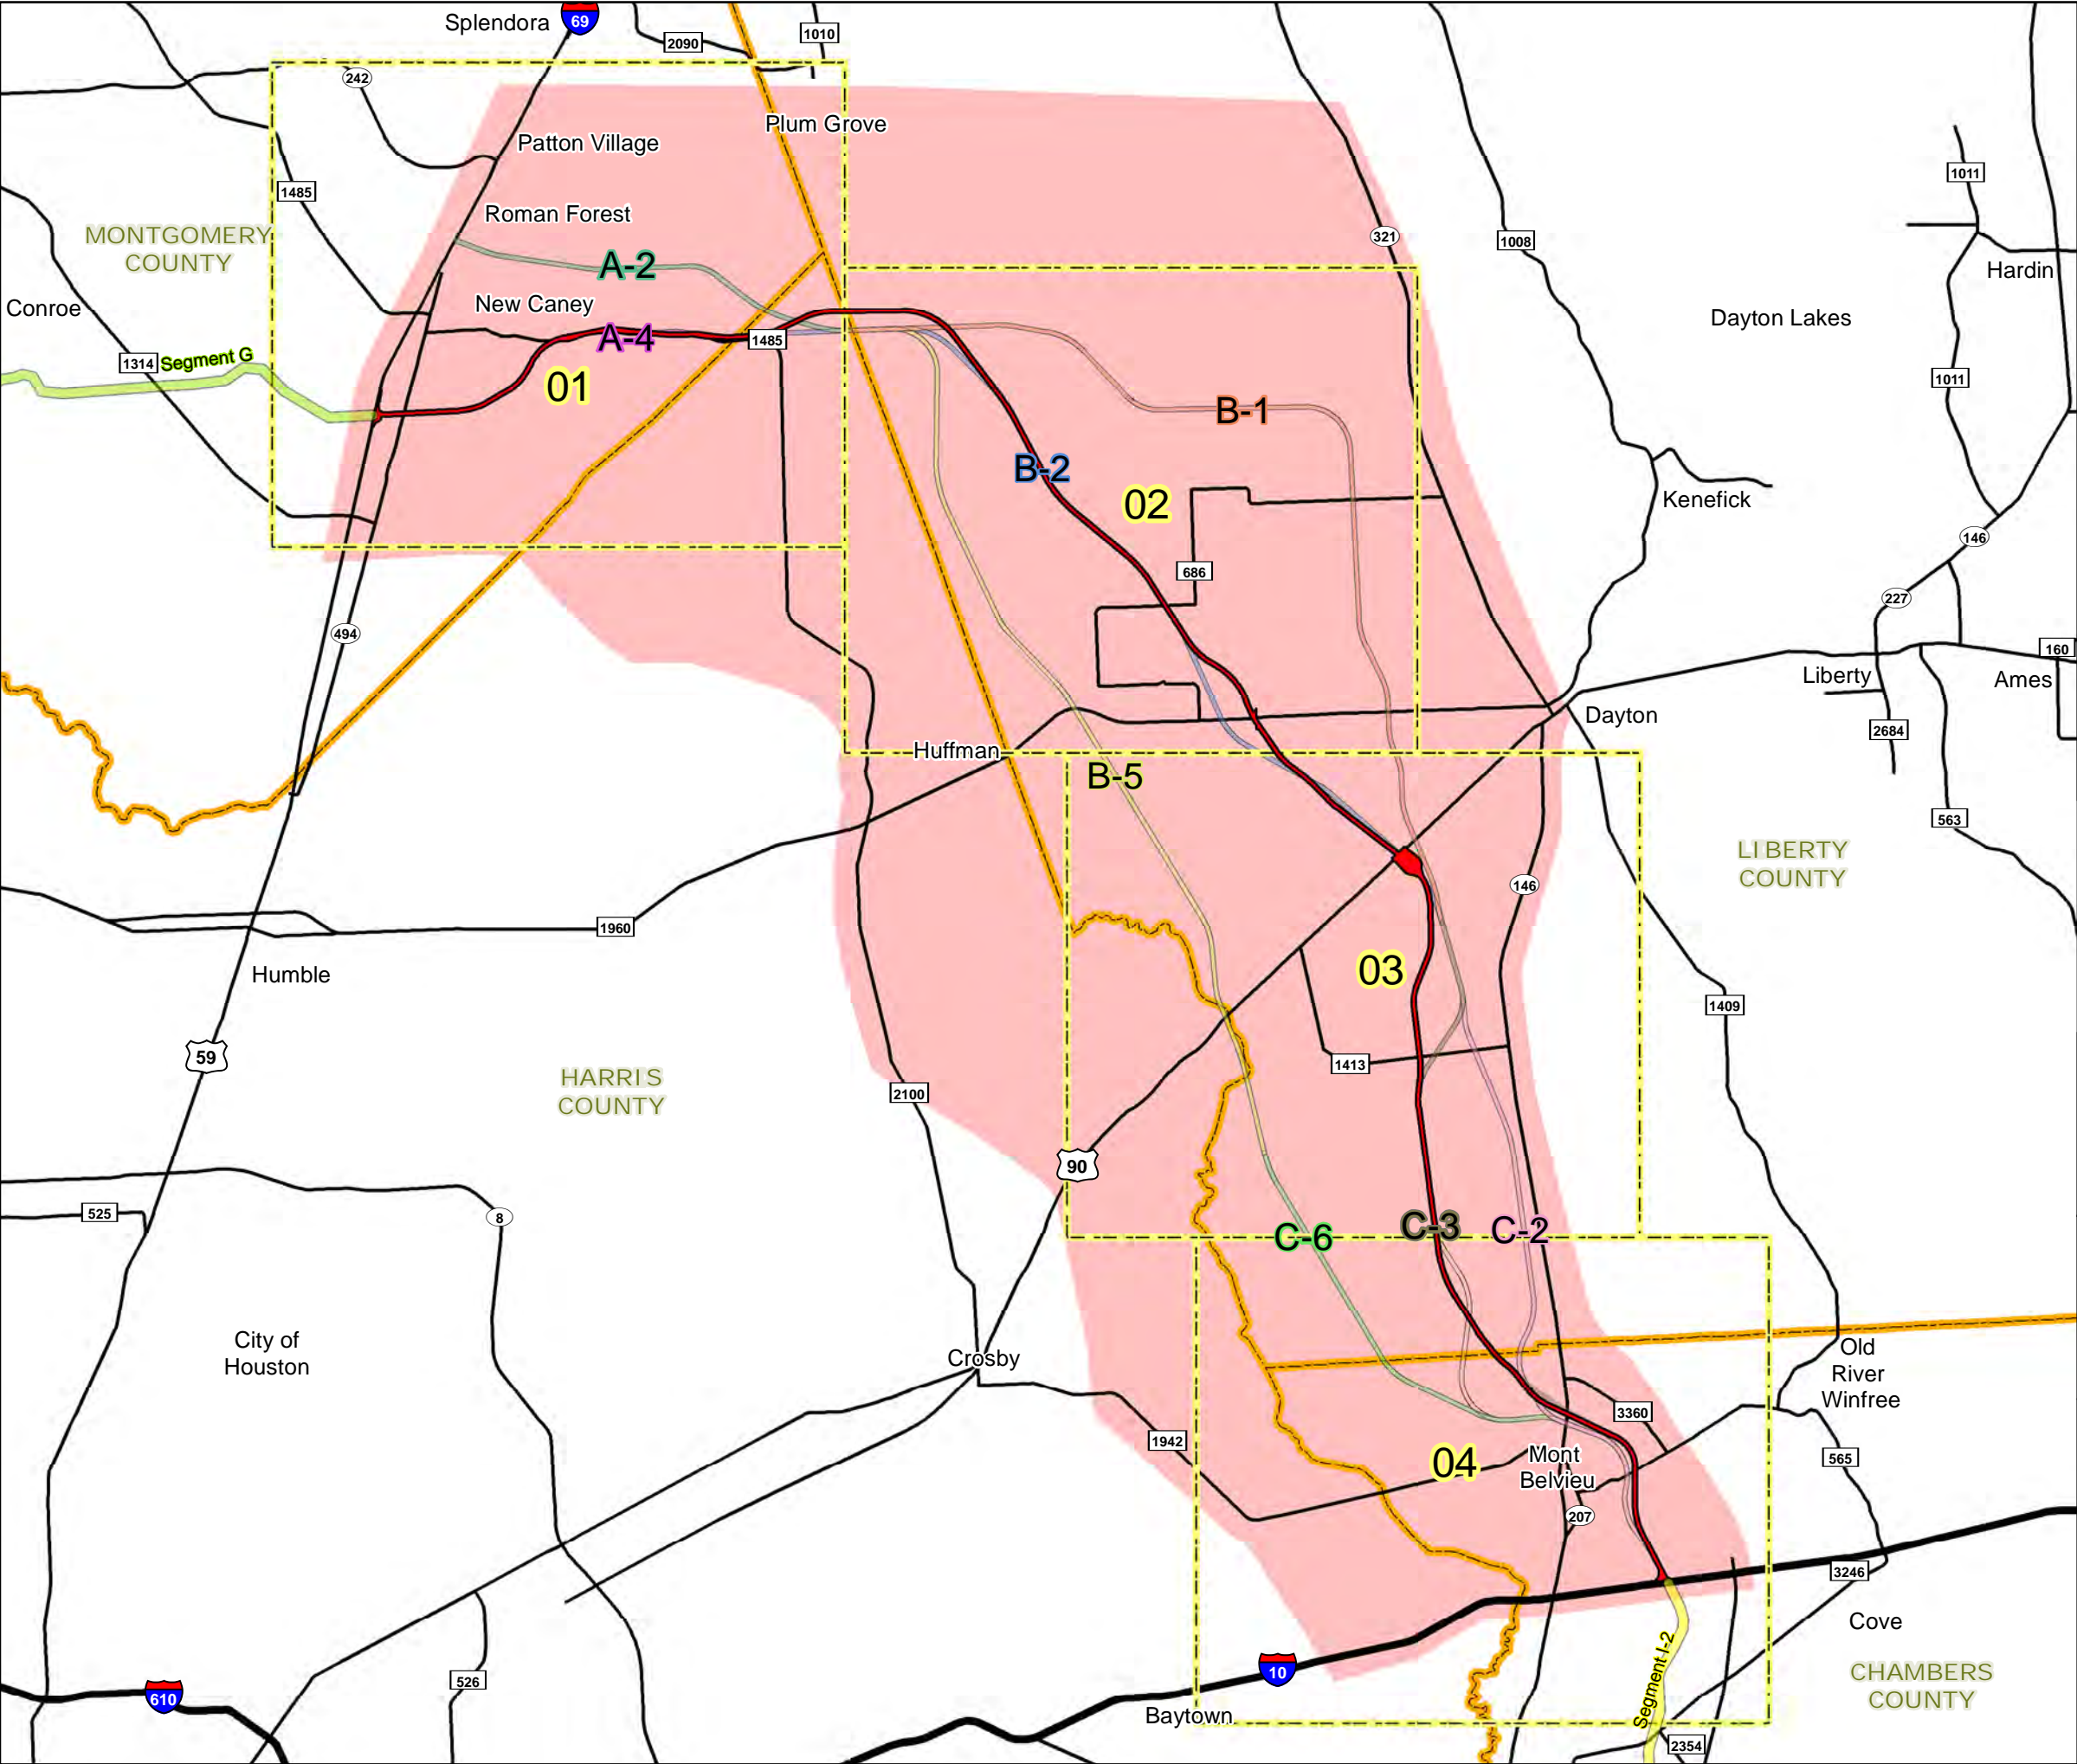 Splendora
69
2090
1010
242
Plum Grove
Patton Village
1011
1485
Roman Forest
MONTGOMERY
COUNTY
321
1008
A-2
Hardin
New Caney
Conroe
Dayton Lakes
A-4
1485
1314
Segment G
01
1011
B-1
B-2
02
Kenefick
146
686
227
494
160
Liberty
Ames
Dayton
2684
Huffman
B-5
563
LIBERTY
COUNTY
146
1960
03
Humble
1409
59
1413
HARRIS
COUNTY
2100
90
525
8
C-6
C-3
C-2
City of
Houston
Crosby
Old
River
Winfree
3360
1942
04
Mont
Belvieu
565
207
3246
Cove
10
Segment I-2
CHAMBERS
COUNTY
526
610
Baytown
2354